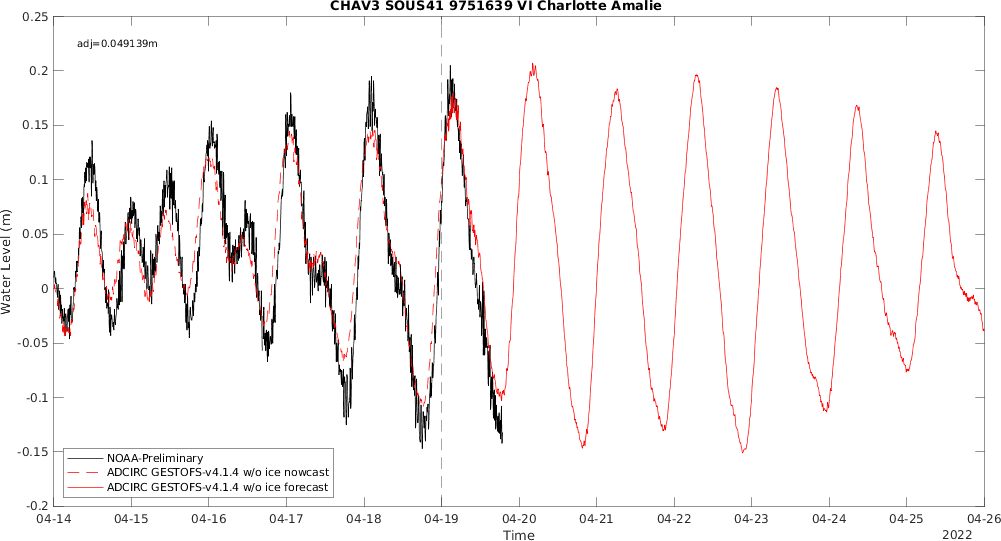 CHAV3 SOUS41 9751639 VI Charlotte Amalie
adj=0.049139m
0.25
0.2
0.15
0.1
0.05
0
-0.05
-0.1
-0.15
-0.2
Water Level (m)
NOAA-Preliminary
ADCIRC GESTOFS-v4.1.4 w/o ice nowcast
ADCIRC GESTOFS-v4.1.4 w/o ice forecast
04-14 04-15 04-16 04-17 04-18 04-19 04-20 04-21 04-22 04-23 04-24 04-25 04-26
Time
2022